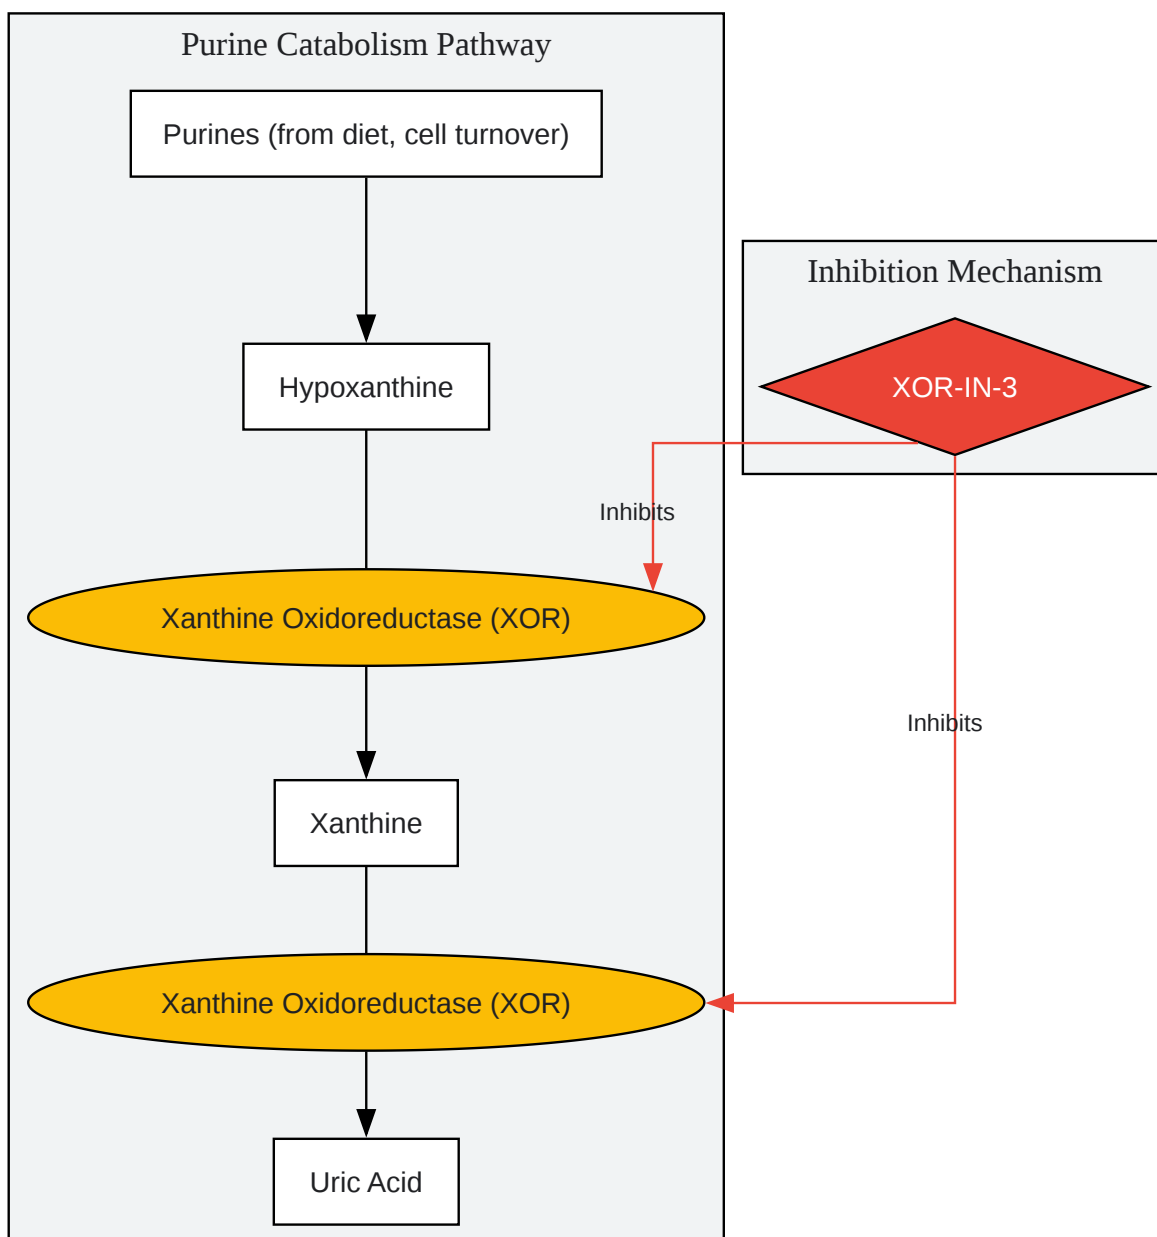 Purine Catabolism Pathway
Purines (from diet, cell turnover)
Inhibition Mechanism
Hypoxanthine
XOR-IN-3
Inhibits
Xanthine Oxidoreductase (XOR)
Inhibits
Xanthine
Xanthine Oxidoreductase (XOR)
Uric Acid